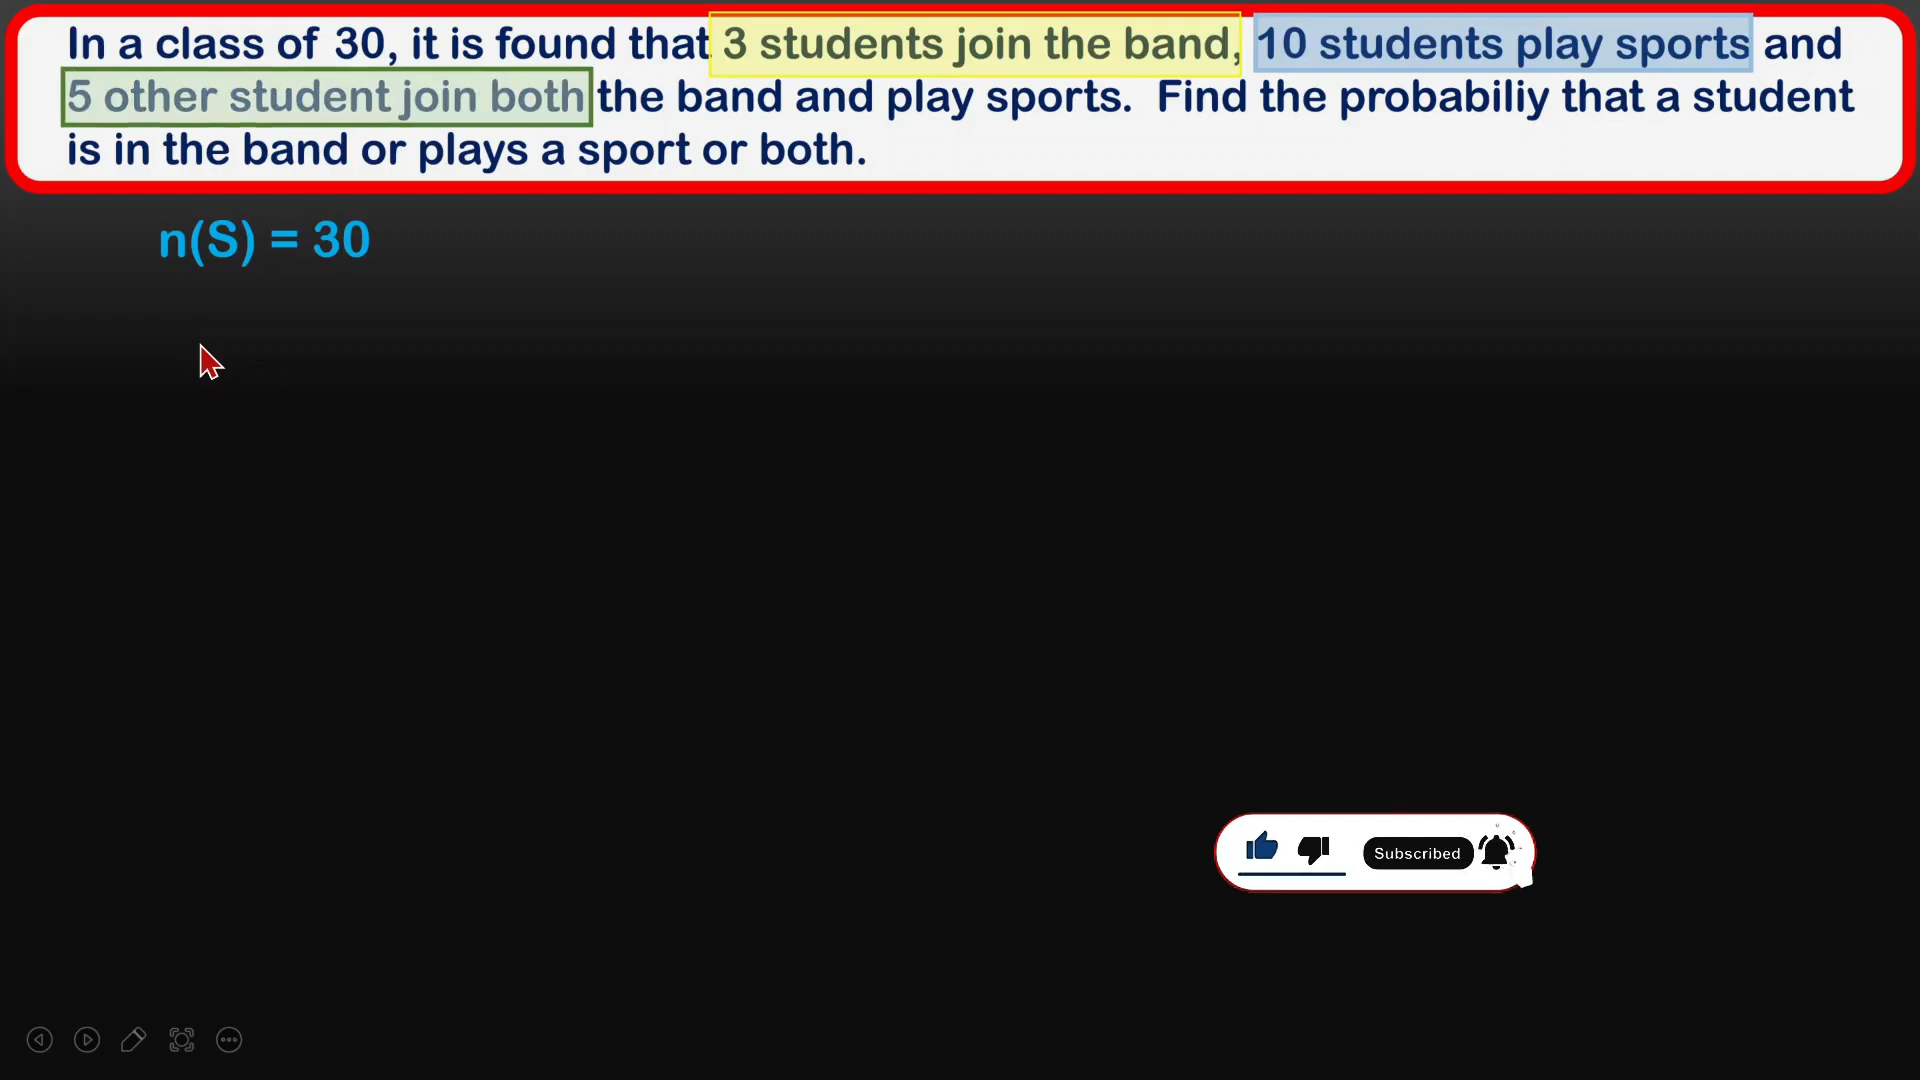 In a class of 30, it is found that 3 students join the band, 10 students play sports and
5 other student join both the band and play sports. Find the probabiliy that a student
is in the band or plays a sport or both.
n(S) = 30
Subscribed